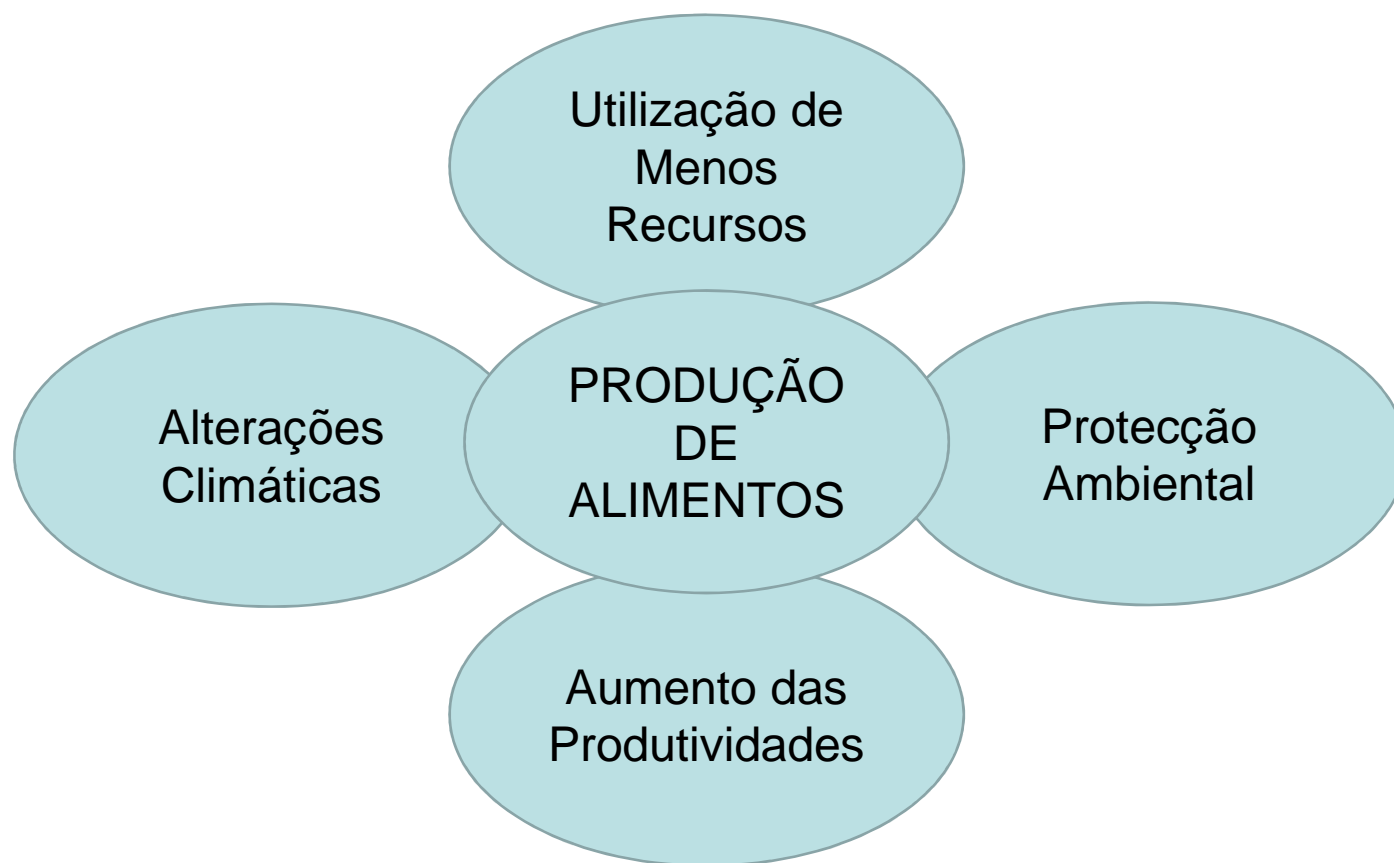 Utilização de
Menos
Recursos
Alterações
Climáticas
PRODUÇÃO
DE
ALIMENTOS
Protecção
Ambiental
Aumento das
Produtividades